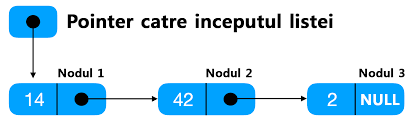 Pointer catre inceputul listei
Nodul 1 Nodul 2 Nodul 3
14 42 2 NULL